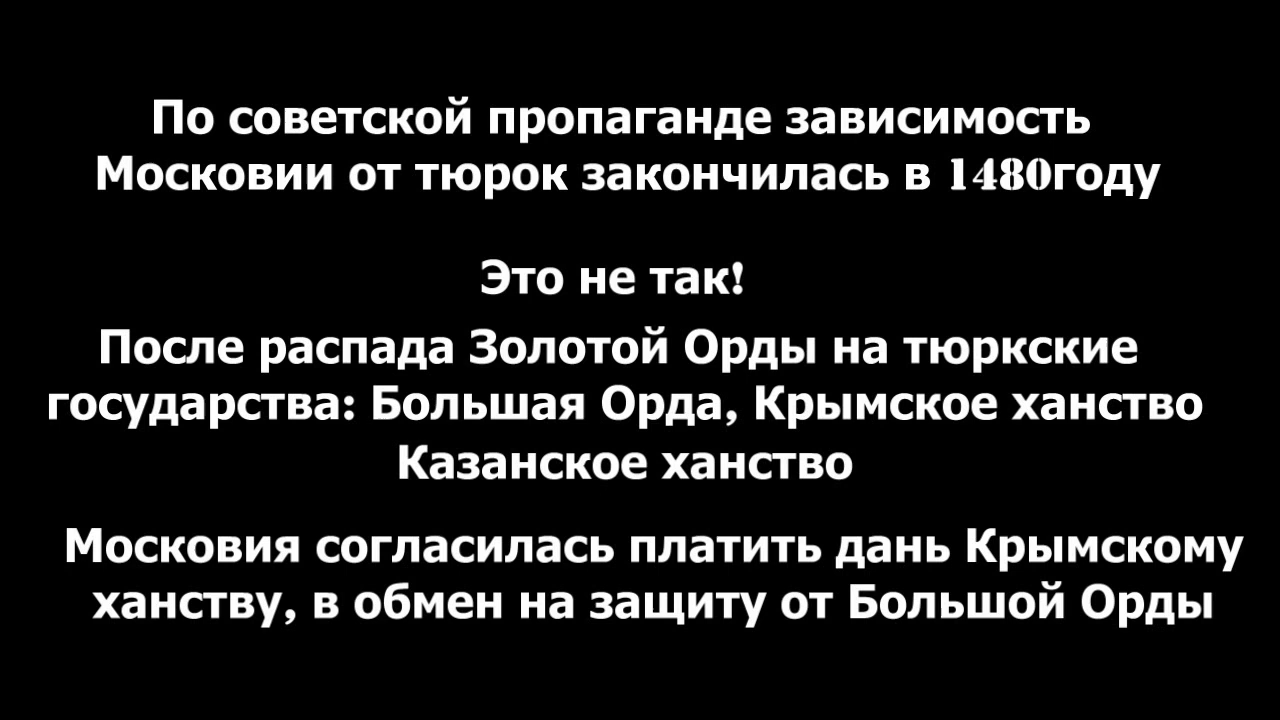 По советской пропаганде зависимость
Московии от тюрок закончилась в 1480году
Это не так!
После распада Золотой Орды на тюркские
государства: Большая Орда, Крымское ханство
Казанское ханство
Московия согласилась платить дань Крымскому
ханству, в обмен на защиту от Большой Орды